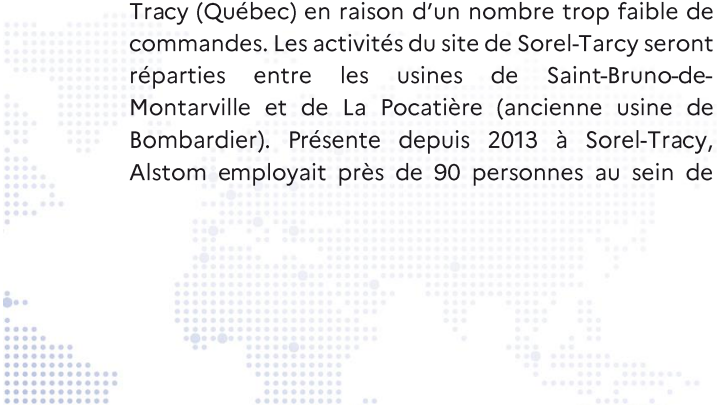 Tracy (Québec) en raison d’un nombre trop faible de
commandes. Les activités du site de Sorel-Tarcy seront
réparties entre les usines de Saint-Bruno-de-
Montarville et de La Pocatière (ancienne usine de
Bombardier). Présente depuis 2013 à Sorel-Tracy,
Alstom employait près de 90 personnes au sein de